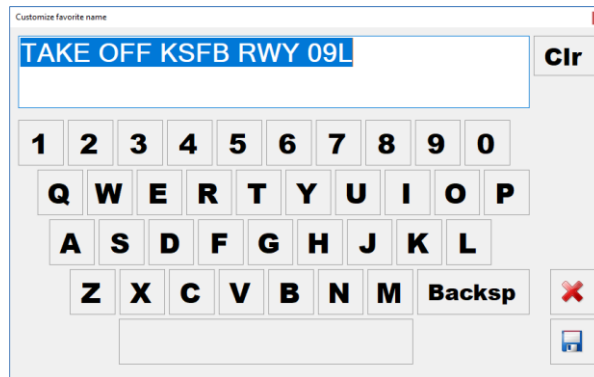 Customize favorite name
TAKE OFF KSFB RWY 09L
Clr
1 2 3 4 5 6 7 8 9 0
Q W E R T Y U I O P
A S D F G H J K L
Z X C V B N M Backsp